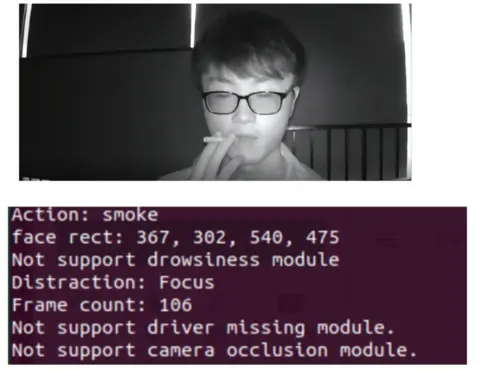 Action: smoke
face rect: 367, 302, 540, 475
Not support drowsiness module
Distraction: Focus
Frame count: 106
Not support driver missing module.
Not support camera occlusion module.